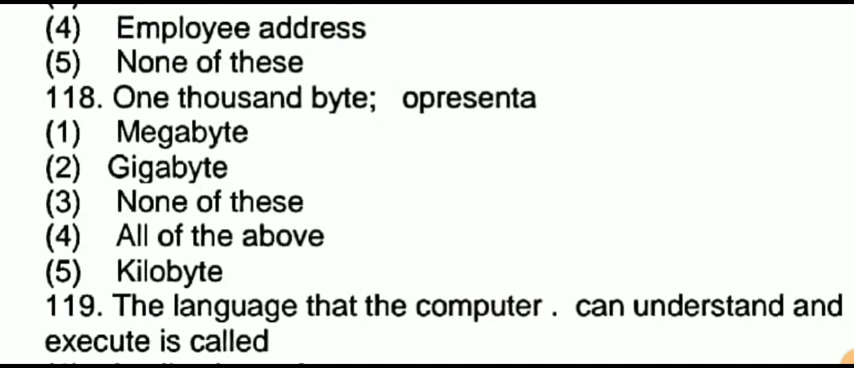 (4) Employee address
(5) None of these
118. One thousand byte; opresenta
(1) Megabyte
(2) Gigabyte
(3) None of these
(4) All of the above
(5) Kilobyte
119. The language that the computer . can understand and
execute is called